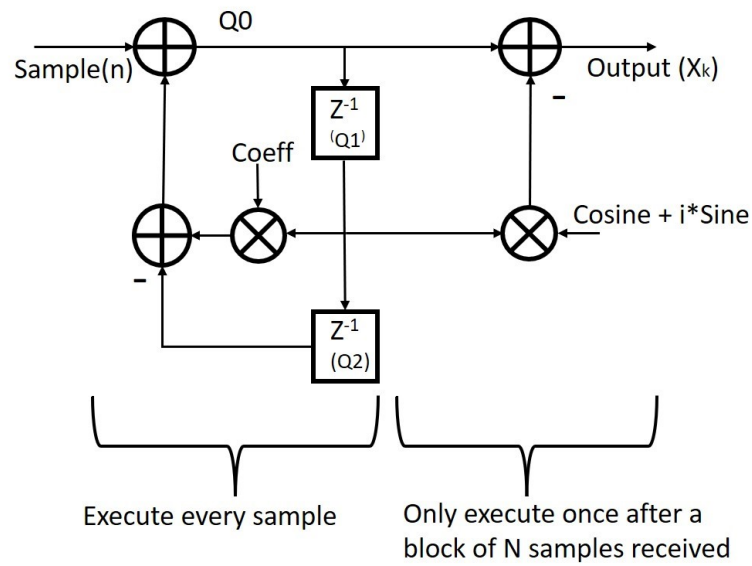 Q0
Sample(n)
Output (Xk)
−
Z-1
(Q1)
Coeff
Cosine + i*Sine
−
Z-1
(Q2)
Execute every sample
Only execute once after a
block of N samples received